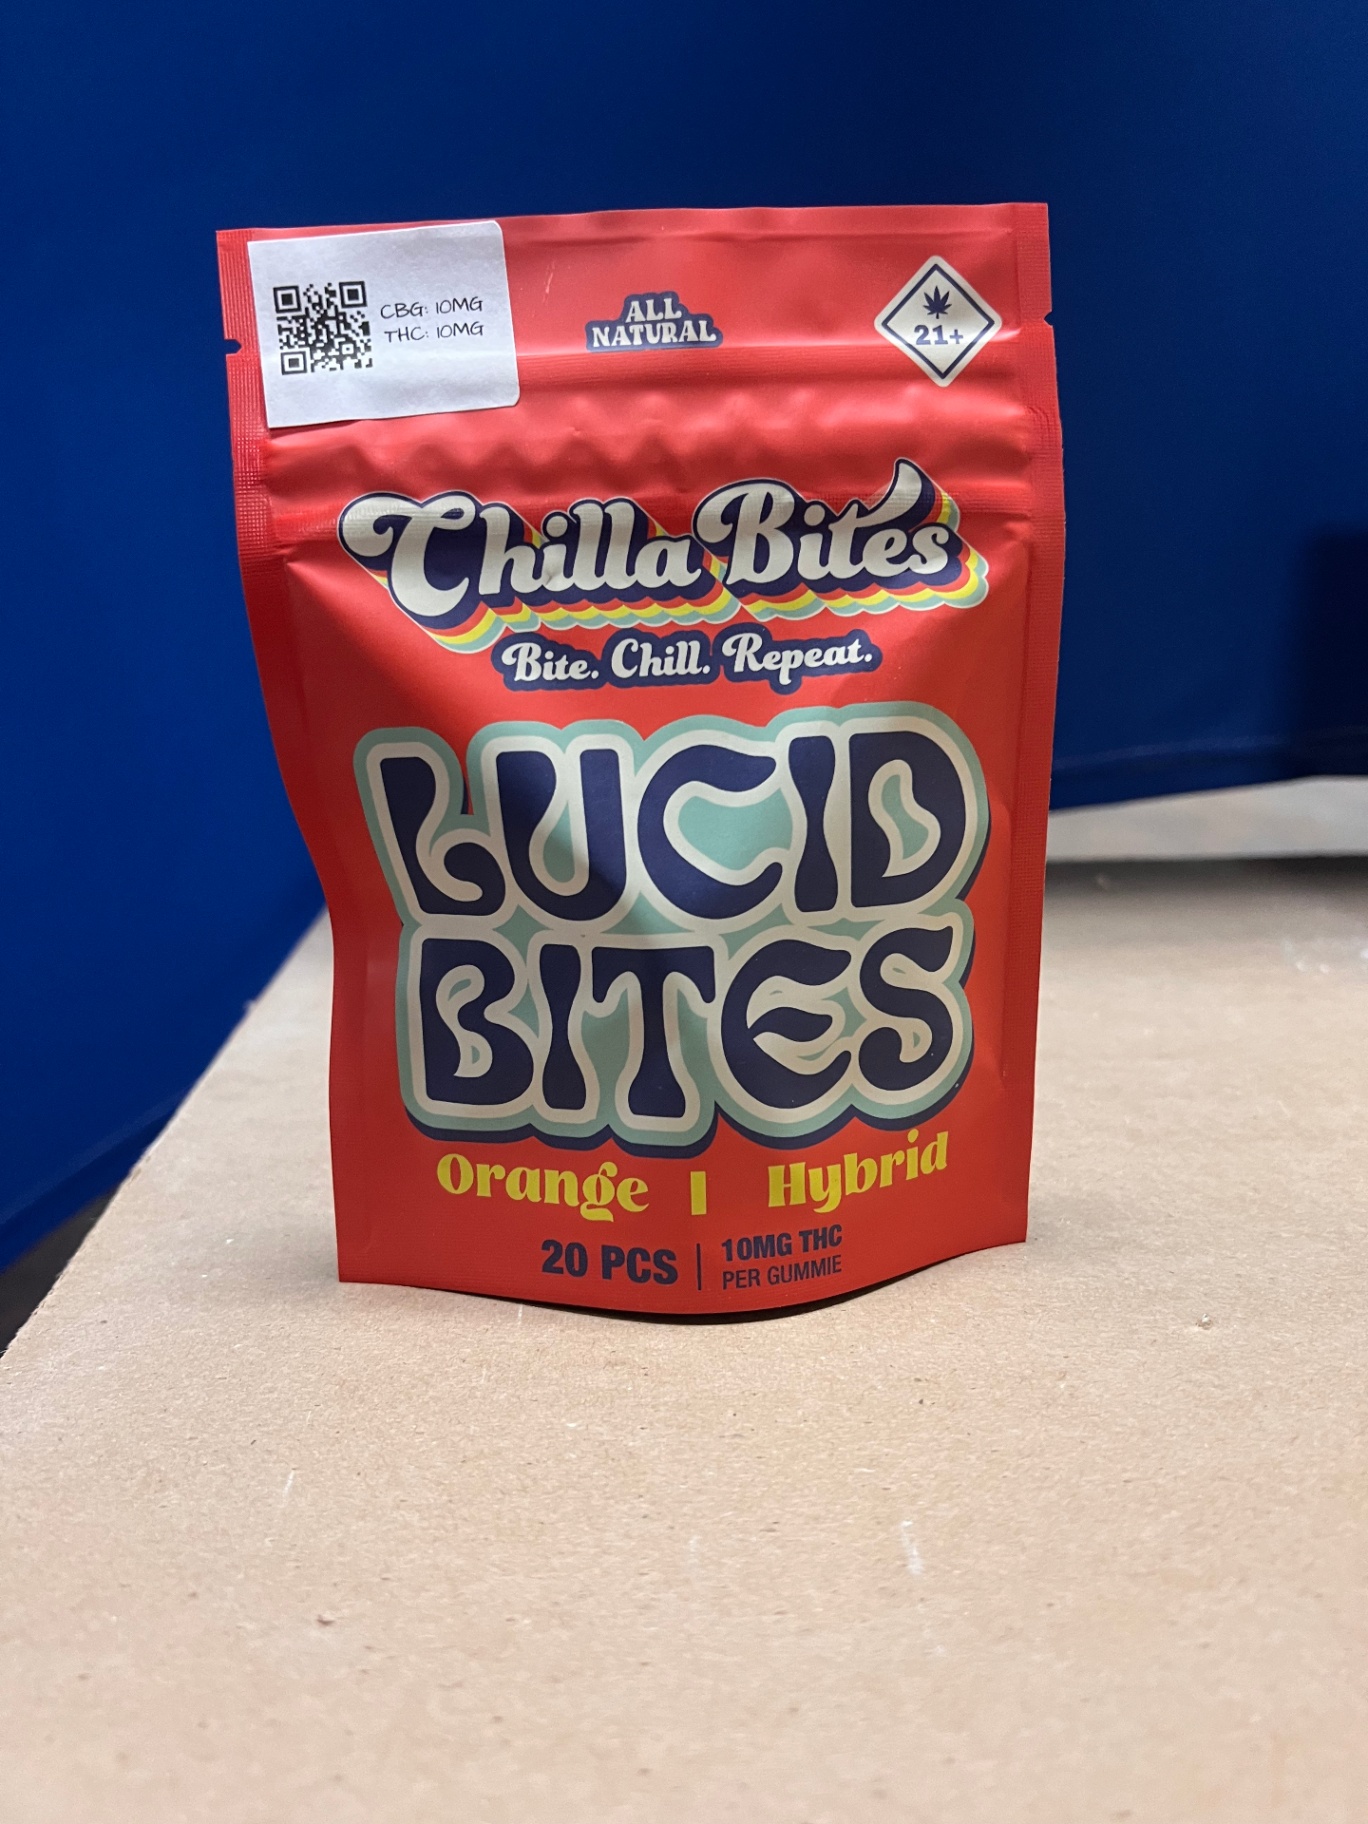 CBG: 10MG
THC: 10MG
ALL
NATURAL
21+
Chilla Bites
Bite. Chill. Repeat.
LUCID
BITES
Orange | Hybrid
20 PCS | 10MG THC
PER GUMMIE